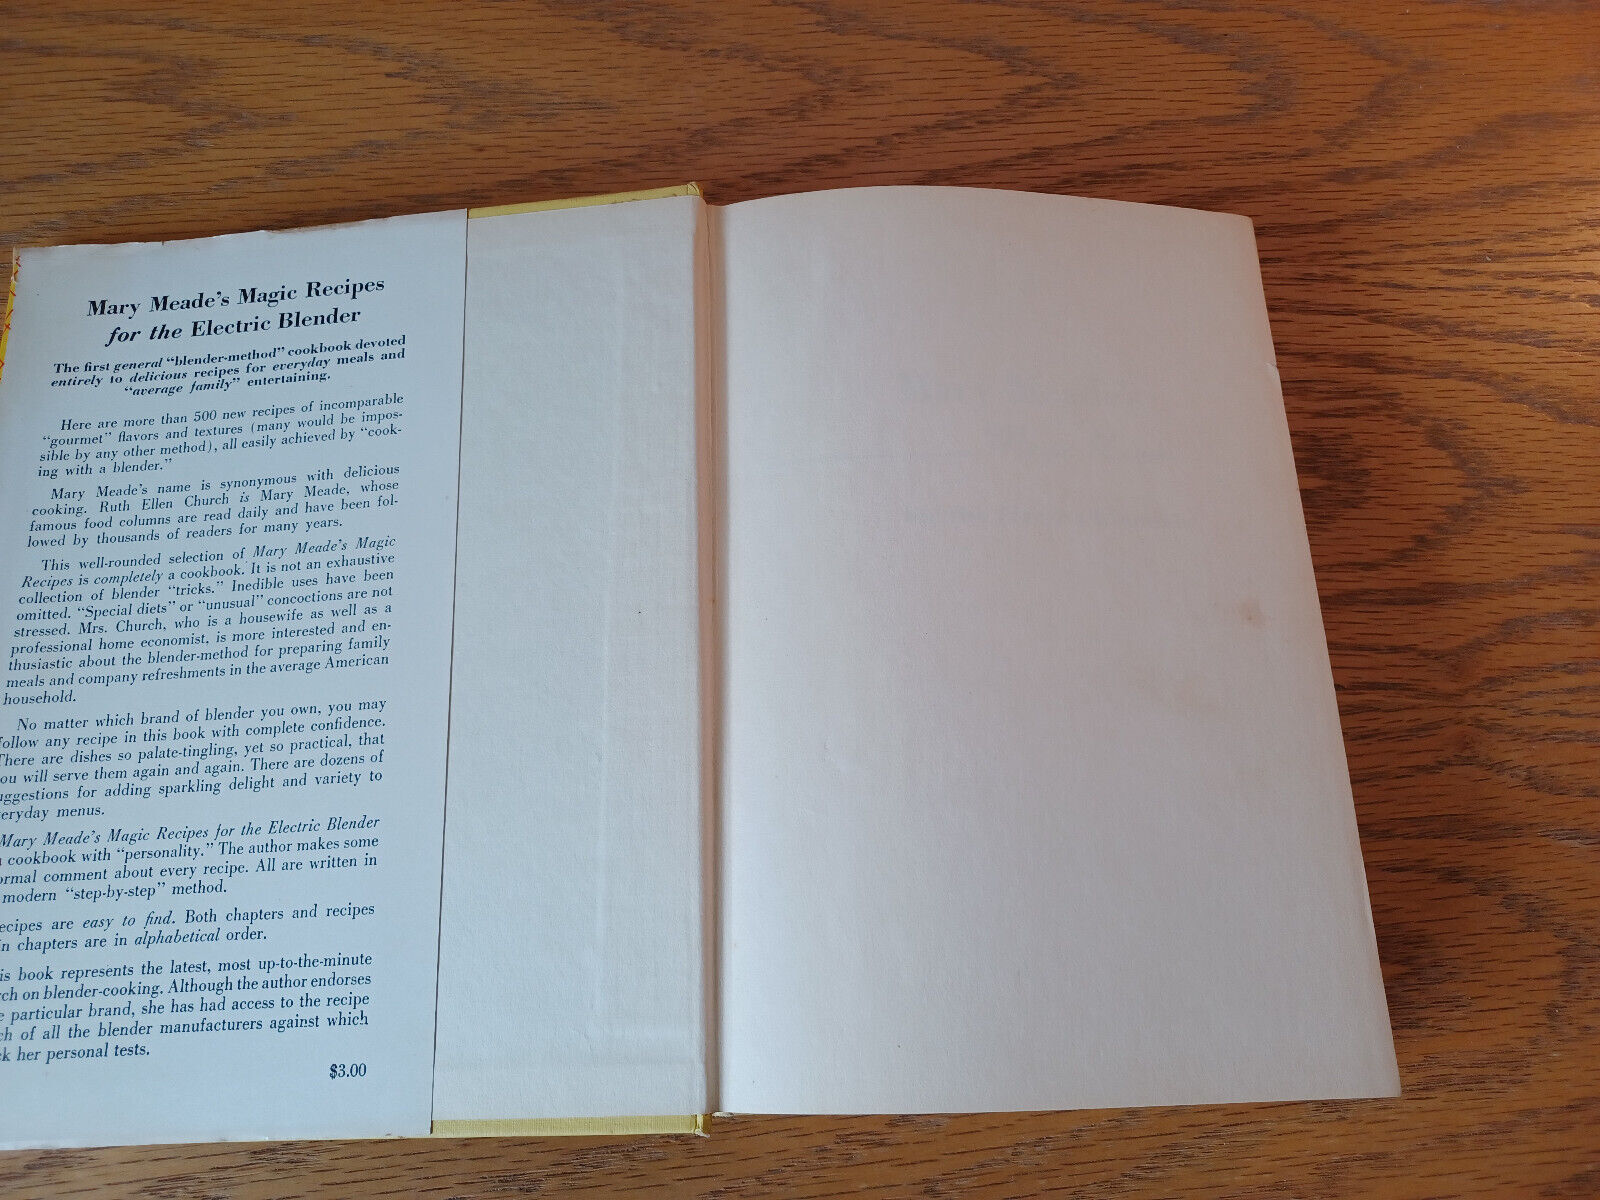 Mary Meade's Magic Recipes
for the Electric Blender
The first general "blender-method" cookbook devoted
entirely to delicious recipes for everyday meals and
"average family" entertaining.
Here are more than 500 new recipes of incomparable
"gourmet" flavors and textures (many would be impos-
sible by any other method), all easily achieved by "cook-
ing with a blender."
Mary Meade's name is synonymous with delicious
cooking. Ruth Ellen Church is Mary Meade, whose
famous food columns are read daily and have been fol-
lowed by thousands of readers for many years.
This well-rounded selection of Mary Meade's Magic
Recipes is completely a cookbook. It is not an exhaustive
collection of blender "tricks." Inedible uses have been
omitted. "Special diets" or "unusual" concoctions are not
stressed. Mrs. Church, who is a housewife as well as a
professional home economist, is more interested and en-
thusiastic about the blender-method for preparing family
meals and company refreshments in the average American
household.
No matter which brand of blender you own, you may
follow any recipe in this book with complete confidence.
There are dishes so palate-tingling, yet so practical, that
ou will serve them again and again. There are dozens of
uggestions for adding sparkling delight and variety to
eryday menus.
Mary Meade's Magic Recipes for the Electric Blender
cookbook with "personality." The author makes some
ormal comment about every recipe. All are written in
modern "step-by-step" method.
ecipes are easy to find. Both chapters and recipes
in chapters are in alphabetical order.
is book represents the latest, most up-to-the-minute
rch on blender-cooking. Although the author endorses
particular brand, she has had access to the recipe
ch of all the blender manufacturers against which
k her personal tests.
$3.00